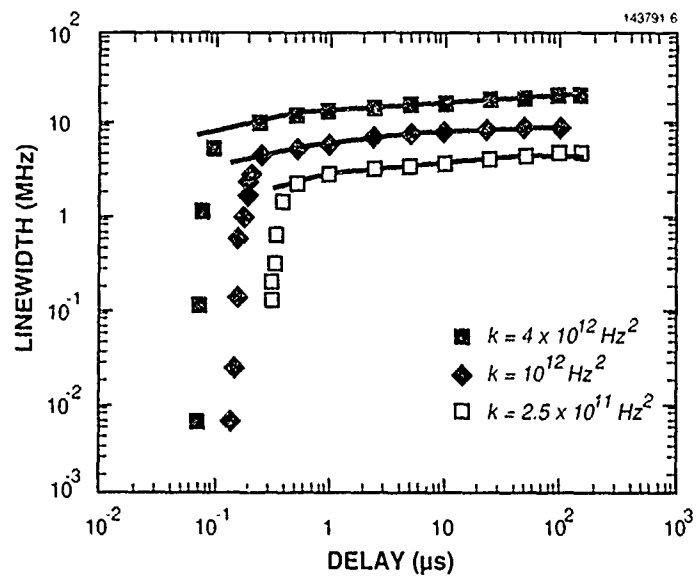 143791 6
10^2
10
1
10^-1
10^-2
10^-3
LINEWIDTH (MHz)
k = 4 x 10^12 Hz^2
k = 10^12 Hz^2
k = 2.5 x 10^11 Hz^2
10^-2 10^-1 1 10 10^2 10^3
DELAY (μs)